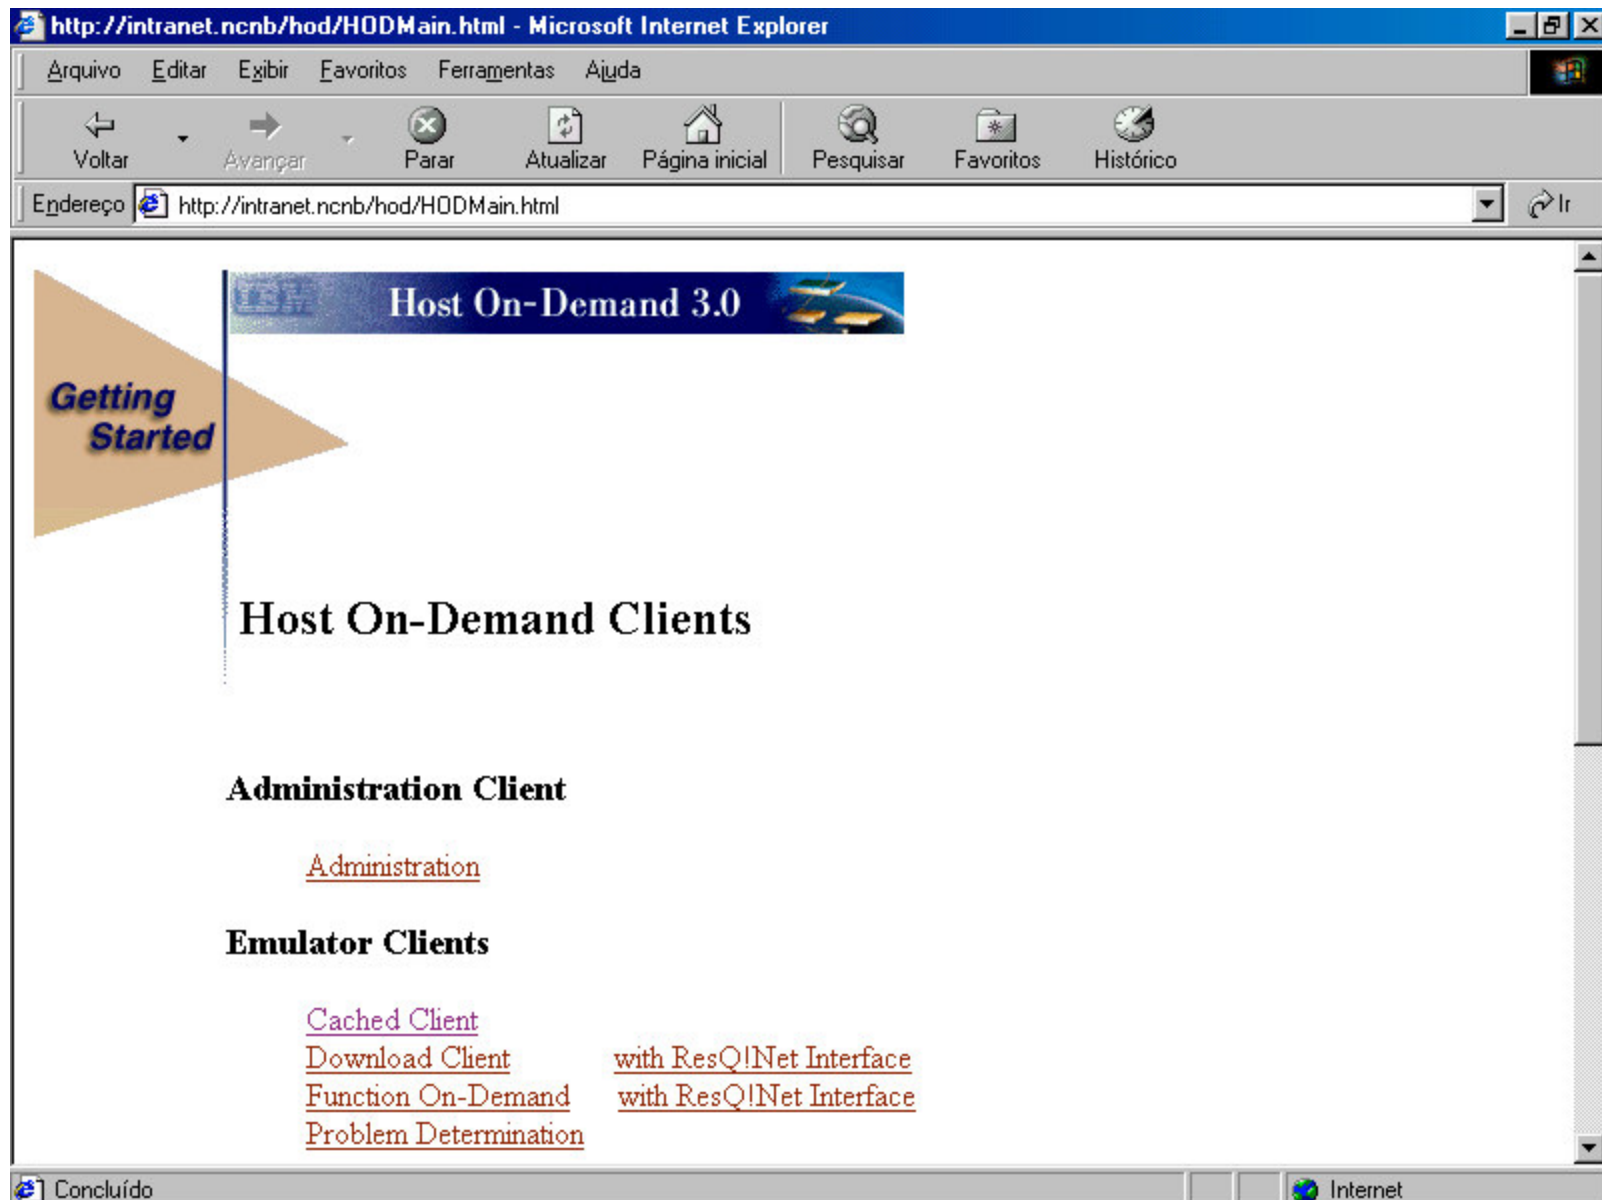 http://intranet.ncnb/hod/HODMain.html - Microsoft Internet Explorer
Arquivo Editar Exibir Favoritos Ferramentas Ajuda
Voltar Avançar Parar Atualizar Página inicial Pesquisar Favoritos Histórico
Endereço http://intranet.ncnb/hod/HODMain.html Ir
IBM Host On-Demand 3.0
Getting
Started
Host On-Demand Clients
Administration Client
Administration
Emulator Clients
Cached Client
Download Client with ResQ!Net Interface
Function On-Demand with ResQ!Net Interface
Problem Determination
Concluído Internet